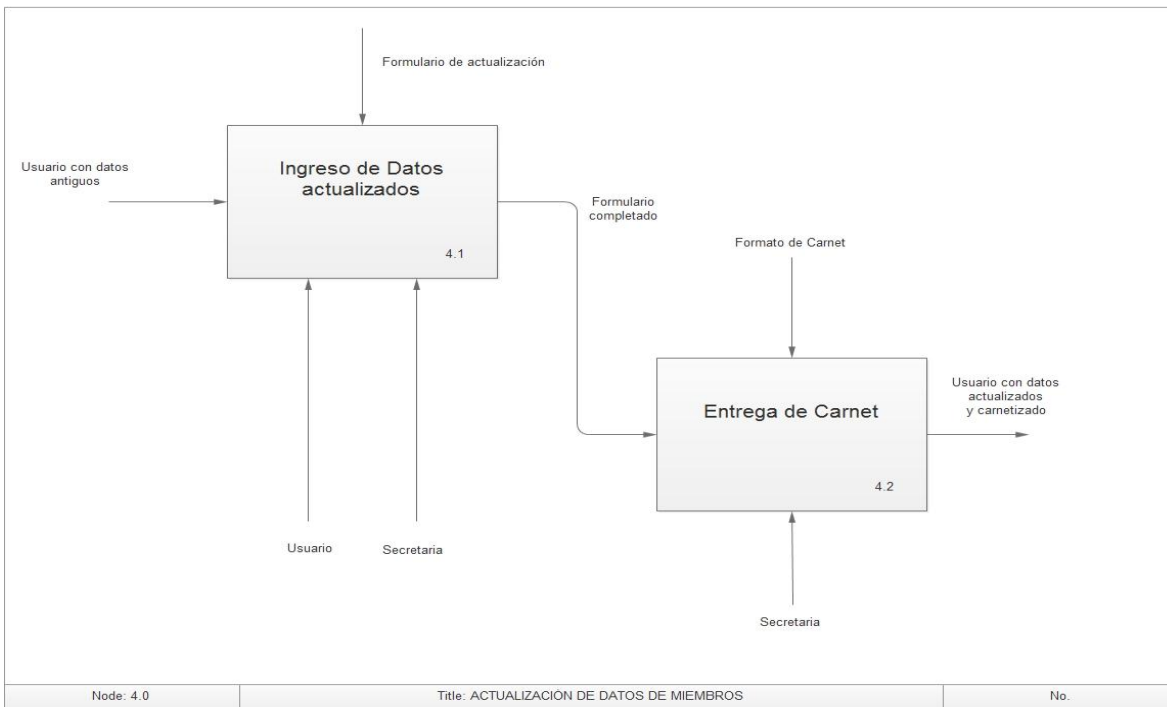 Formulario de actualización
Ingreso de Datos
actualizados
4.1
Usuario con datos
antiguos
Formulario
completado
Formato de Carnet
Entrega de Carnet
4.2
Usuario con datos
actualizados
y carnetizado
Usuario
Secretaria
Secretaria
Node: 4.0
Title: ACTUALIZACIÓN DE DATOS DE MIEMBROS
No.